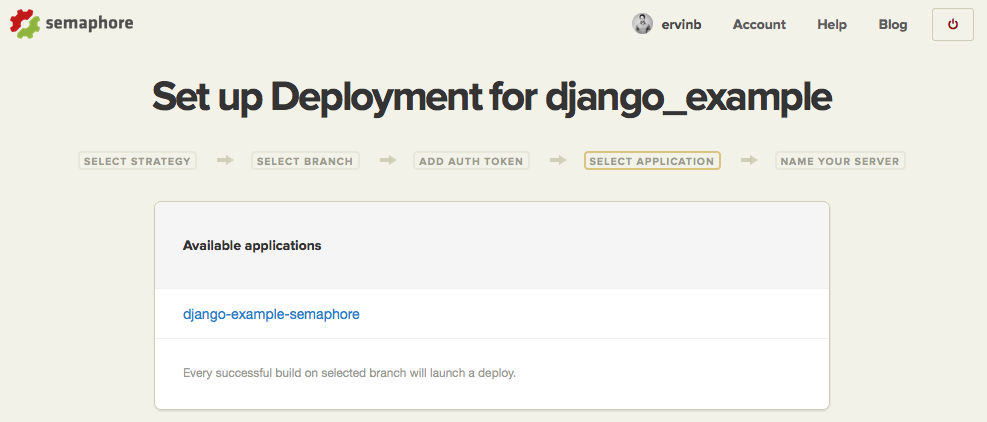 semaphore
ervinb Account Help Blog
Set up Deployment for django_example
SELECT STRATEGY SELECT BRANCH ADD AUTH TOKEN SELECT APPLICATION NAME YOUR SERVER
Available applications
django-example-semaphore
Every successful build on selected branch will launch a deploy.